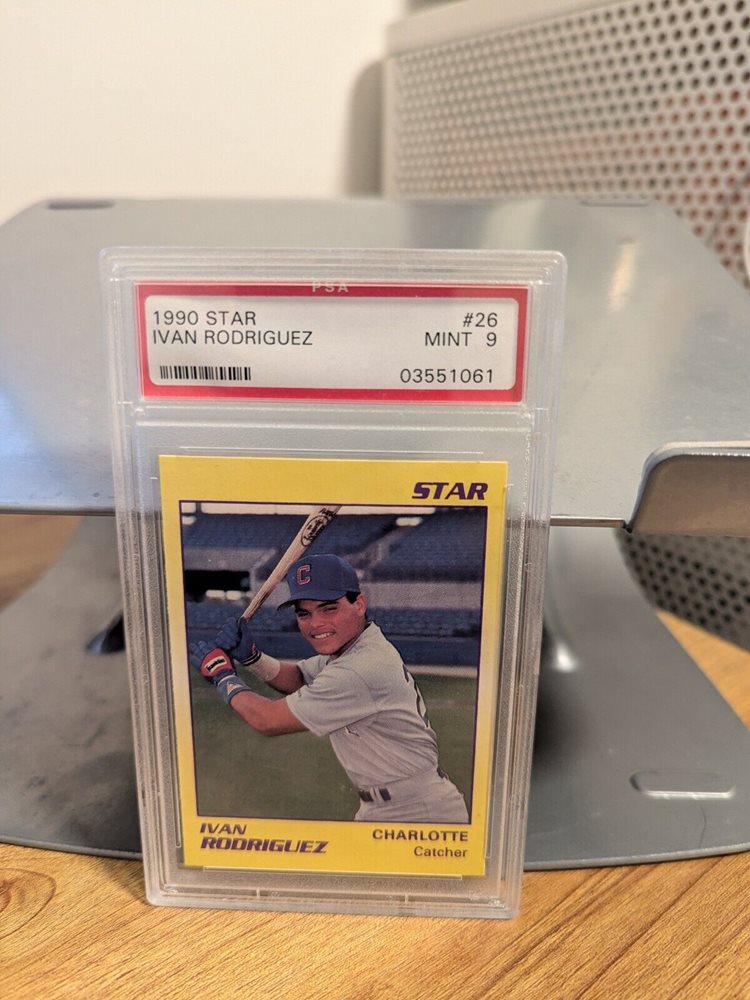 PSA
1990 STAR #26
IVAN RODRIGUEZ MINT 9
03551061
STAR
C
IVAN CHARLOTTE
RODRIGUEZ Catcher